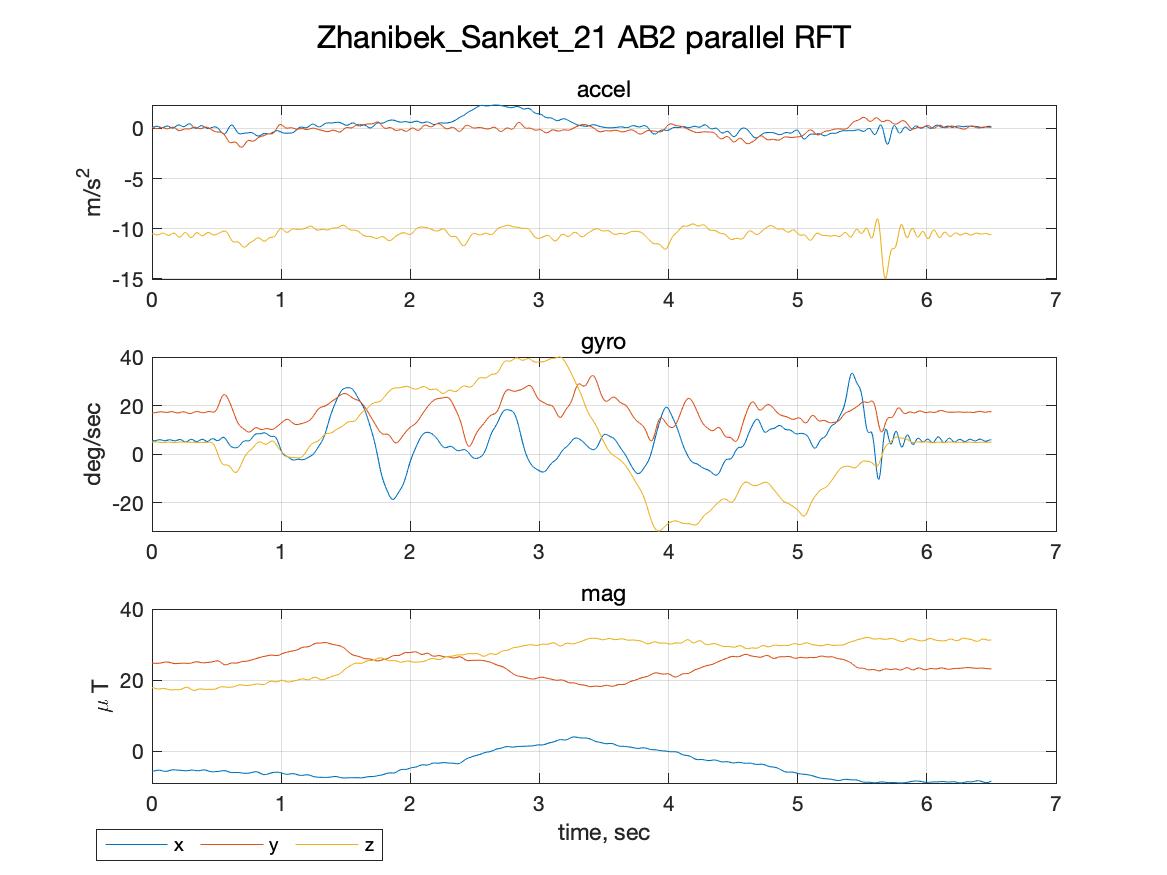 Zhanibek_Sanket_21 AB2 parallel RFT
accel
m/s2
0
-5
-10
-15
0 1 2 3 4 5 6 7
gyro
deg/sec
40
20
0
-20
0 1 2 3 4 5 6 7
mag
μ T
40
20
0
0 1 2 3 4 5 6 7
time, sec
x y z